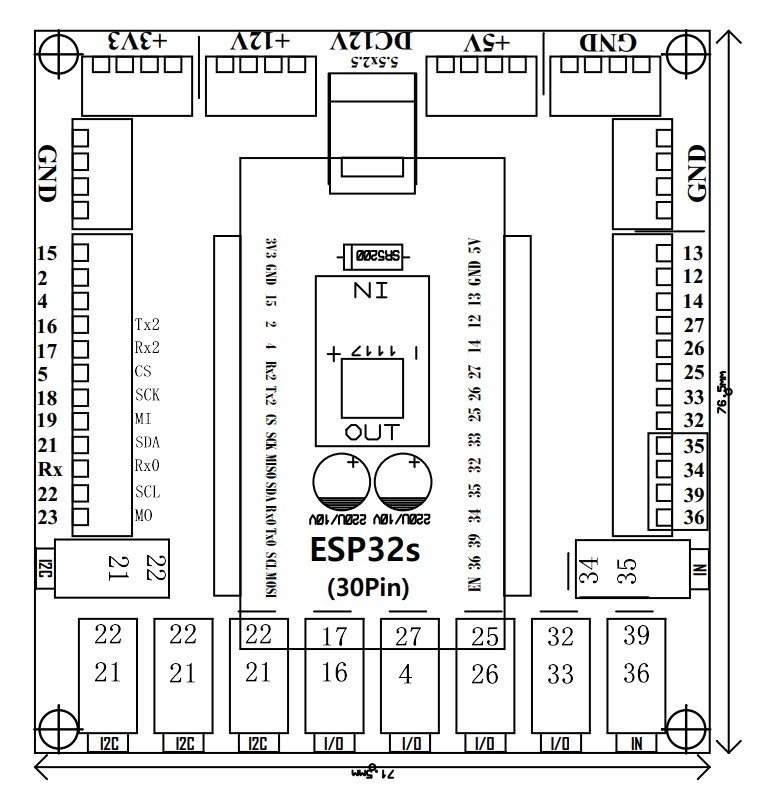 +3V3
+12V
DC12V
5.5x2.5
+5V
GND
GND
GND
15
2
4
16
17
5
18
19
21
Rx
22
23
Tx2
Rx2
CS
SCK
MI
SDA
Rx0
SCL
MO
3V3 GND 15 2 4 Rx2 Tx2 CS SCK MISO SDA Rx0 Tx0 SCL MOSI
SR5200
IN
+ 1117 -
OUT
+
+
220U/10V
220U/10V
ESP32s
(30Pin)
5V GND 13 12 14 27 26 25 33 32 35 34 39 36 EN
13
12
14
27
26
25
33
32
35
34
39
36
76.5mm
I2C
21
22
34
35
IN
22
21
I2C
22
21
I2C
22
21
I2C
17
16
I/O
27
4
I/O
25
26
I/O
32
33
I/O
39
36
IN
71.5mm